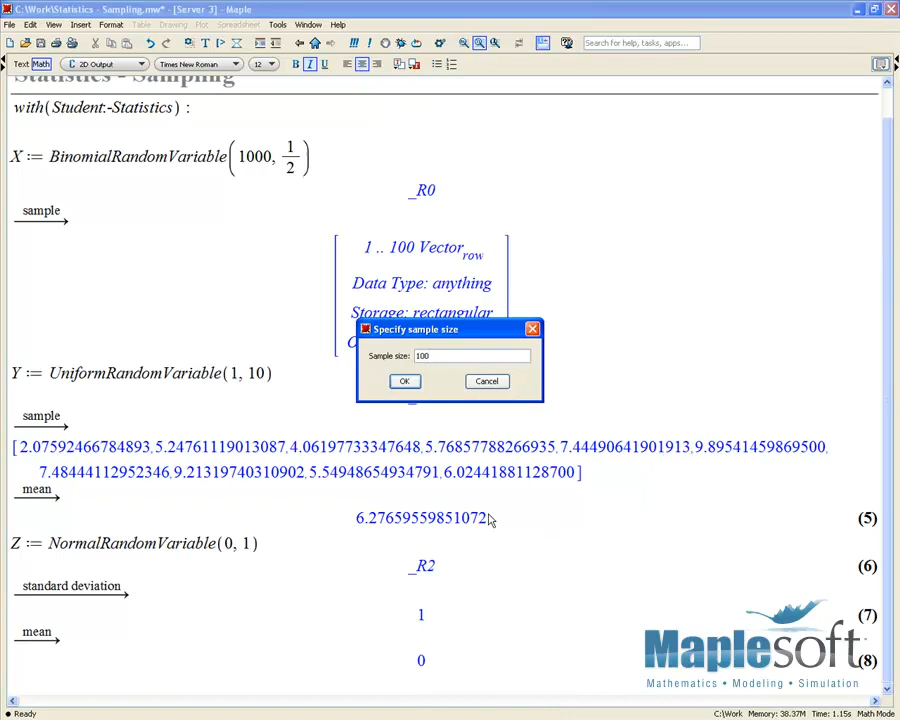 C:\Work\Statistics - Sampling.mw* - [Server 3] - Maple
File Edit View Insert Format Table Drawing Plot Spreadsheet Tools Window Help
Search for help, tasks, apps...
Text Math C 2D Output Times New Roman 12 B I U
Statistics - Sampling
with(Student:-Statistics) :
X := BinomialRandomVariable(1000, 1/2)
_R0
sample
1 .. 100 Vector row
Data Type: anything
Storage: rectangular
Specify sample size
Sample size: 100
OK Cancel
Y := UniformRandomVariable(1, 10)
sample
[2.07592466784893, 5.24761119013087, 4.06197733347648, 5.76857788266935, 7.44490641901913, 9.89541459869500,
7.48444112952346, 9.21319740310902, 5.54948654934791, 6.02441881128700]
mean
6.27659559851072 (5)
Z := NormalRandomVariable(0, 1)
_R2 (6)
standard deviation
1 (7)
mean
0 (8)
Maplesoft
Mathematics • Modeling • Simulation
Ready C:\Work Memory: 38.37M Time: 1.15s Math Mode